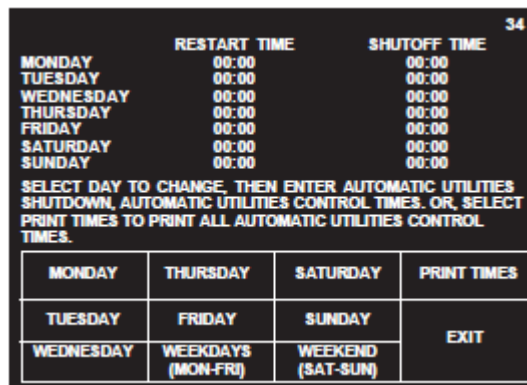 34
RESTART TIME SHUTOFF TIME
MONDAY 00:00 00:00
TUESDAY 00:00 00:00
WEDNESDAY 00:00 00:00
THURSDAY 00:00 00:00
FRIDAY 00:00 00:00
SATURDAY 00:00 00:00
SUNDAY 00:00 00:00
SELECT DAY TO CHANGE, THEN ENTER AUTOMATIC UTILITIES
SHUTDOWN, AUTOMATIC UTILITIES CONTROL TIMES. OR, SELECT
PRINT TIMES TO PRINT ALL AUTOMATIC UTILITIES CONTROL
TIMES.
MONDAY THURSDAY SATURDAY PRINT TIMES
TUESDAY FRIDAY SUNDAY
EXIT
WEDNESDAY WEEKDAYS WEEKEND
(MON-FRI) (SAT-SUN)